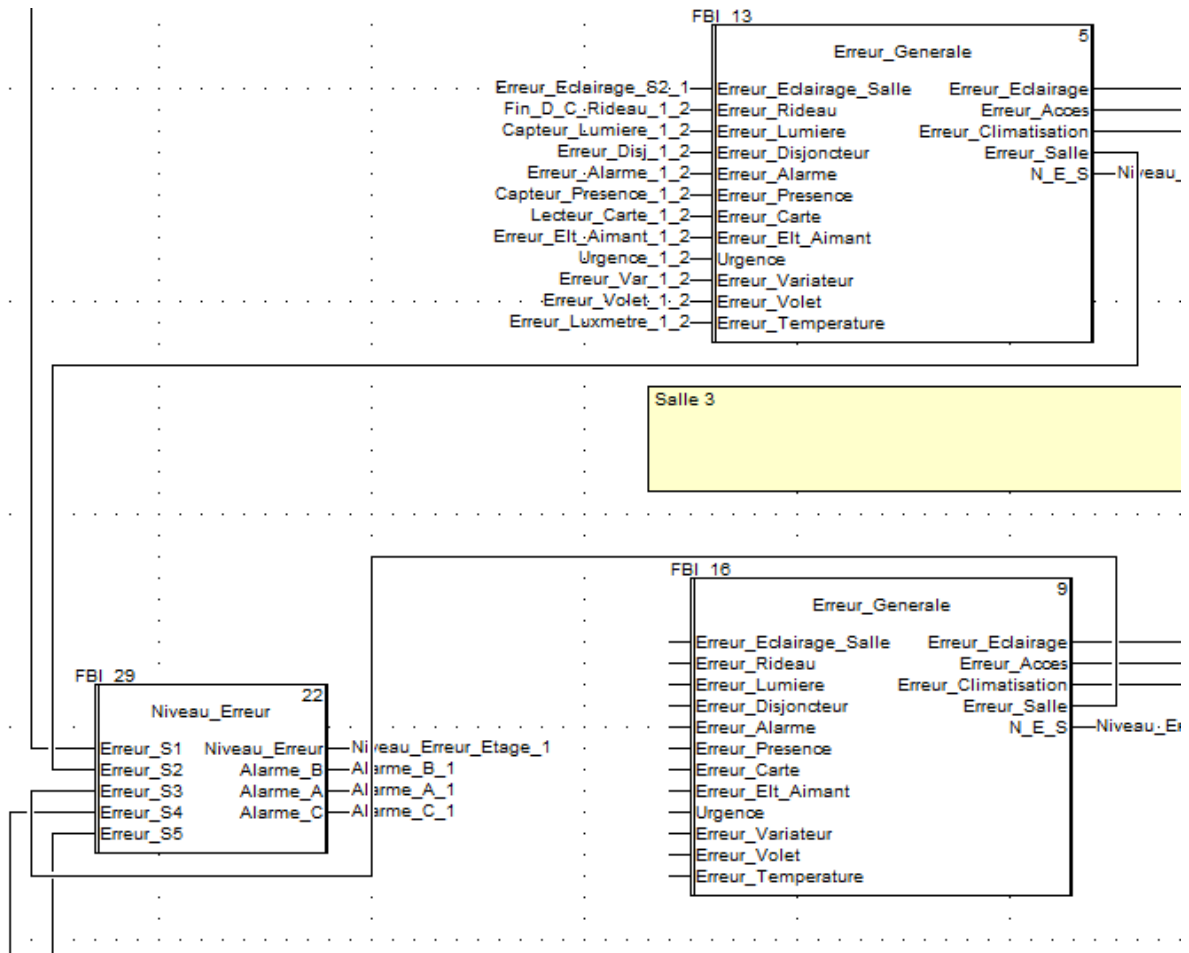 FBI_13
5
Erreur_Generale
Erreur_Eclairage_S2_1 Erreur_Eclairage_Salle Erreur_Eclairage
Fin_D_C_Rideau_1_2 Erreur_Rideau Erreur_Acces
Capteur_Lumiere_1_2 Erreur_Lumiere Erreur_Climatisation
Erreur_Disj_1_2 Erreur_Disjoncteur Erreur_Salle
Erreur_Alarme_1_2 Erreur_Alarme N_E_S Niveau_
Capteur_Presence_1_2 Erreur_Presence
Lecteur_Carte_1_2 Erreur_Carte
Erreur_Elt_Aimant_1_2 Erreur_Elt_Aimant
Urgence_1_2 Urgence
Erreur_Var_1_2 Erreur_Variateur
Erreur_Volet_1_2 Erreur_Volet
Erreur_Luxmetre_1_2 Erreur_Temperature
Salle 3
FBI_16
9
Erreur_Generale
Erreur_Eclairage_Salle Erreur_Eclairage
Erreur_Rideau Erreur_Acces
Erreur_Lumiere Erreur_Climatisation
Erreur_Disjoncteur Erreur_Salle
Erreur_Alarme N_E_S Niveau_Er
Erreur_Presence
Erreur_Carte
Erreur_Elt_Aimant
Urgence
Erreur_Variateur
Erreur_Volet
Erreur_Temperature
FBI_29
22
Niveau_Erreur
Erreur_S1 Niveau_Erreur Niveau_Erreur_Etage_1
Erreur_S2 Alarme_B Alarme_B_1
Erreur_S3 Alarme_A Alarme_A_1
Erreur_S4 Alarme_C Alarme_C_1
Erreur_S5